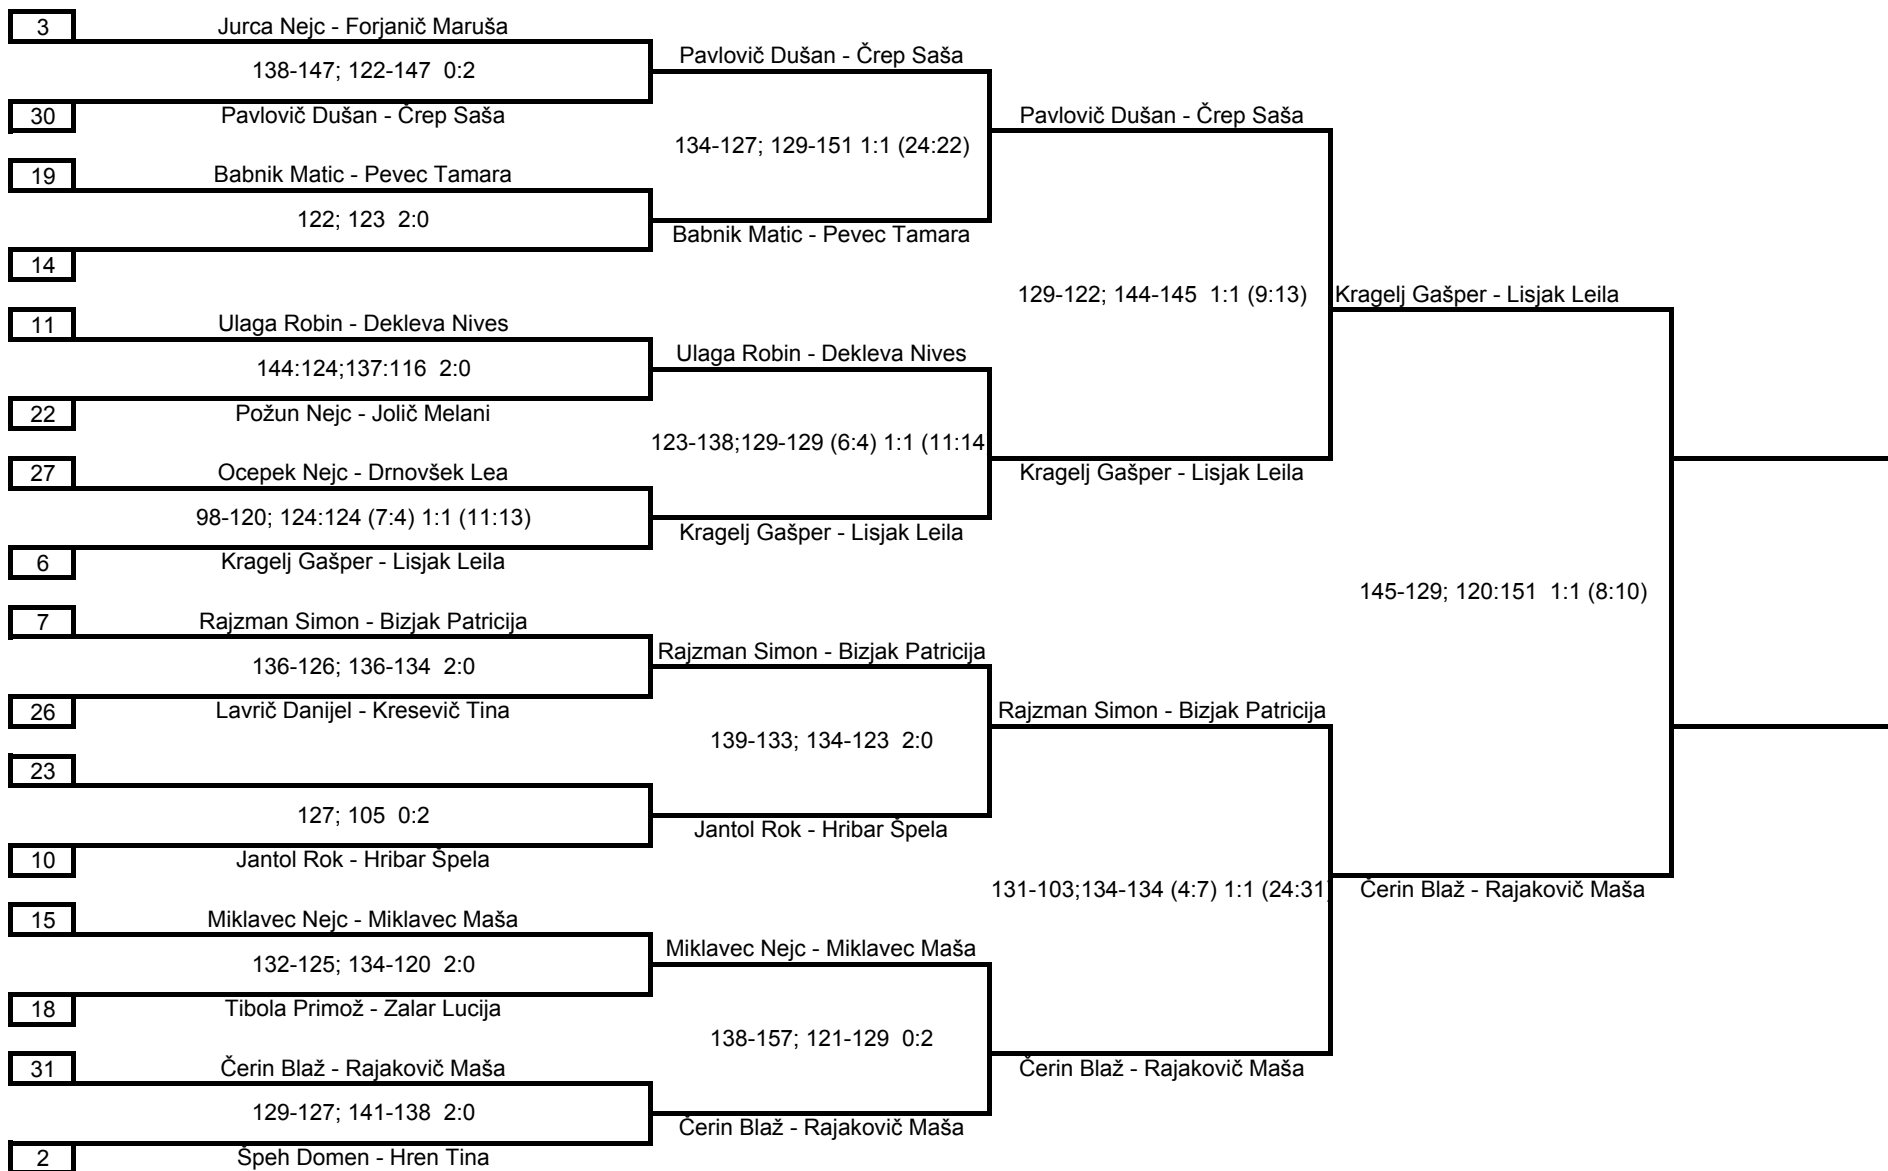 3
Jurca Nejc - Forjanič Maruša
138-147; 122-147  0:2
30
Pavlovič Dušan - Črep Saša
19
Babnik Matic - Pevec Tamara
122; 123  2:0
14
11
Ulaga Robin - Dekleva Nives
144:124;137:116  2:0
22
Požun Nejc - Jolič Melani
27
Ocepek Nejc - Drnovšek Lea
98-120; 124:124 (7:4) 1:1 (11:13)
6
Kragelj Gašper - Lisjak Leila
7
Rajzman Simon - Bizjak Patricija
136-126; 136-134  2:0
26
Lavrič Danijel - Kresevič Tina
23
127; 105  0:2
10
Jantol Rok - Hribar Špela
15
Miklavec Nejc - Miklavec Maša
132-125; 134-120  2:0
18
Tibola Primož - Zalar Lucija
31
Čerin Blaž - Rajakovič Maša
129-127; 141-138  2:0
2
Špeh Domen - Hren Tina
Pavlovič Dušan - Črep Saša
134-127; 129-151 1:1 (24:22)
Babnik Matic - Pevec Tamara
Ulaga Robin - Dekleva Nives
123-138;129-129 (6:4) 1:1 (11:14
Kragelj Gašper - Lisjak Leila
Rajzman Simon - Bizjak Patricija
139-133; 134-123  2:0
Jantol Rok - Hribar Špela
Miklavec Nejc - Miklavec Maša
138-157; 121-129  0:2
Čerin Blaž - Rajakovič Maša
Pavlovič Dušan - Črep Saša
129-122; 144-145  1:1 (9:13)
Kragelj Gašper - Lisjak Leila
Rajzman Simon - Bizjak Patricija
131-103;134-134 (4:7) 1:1 (24:31)
Čerin Blaž - Rajakovič Maša
Kragelj Gašper - Lisjak Leila
145-129; 120:151  1:1 (8:10)
Čerin Blaž - Rajakovič Maša